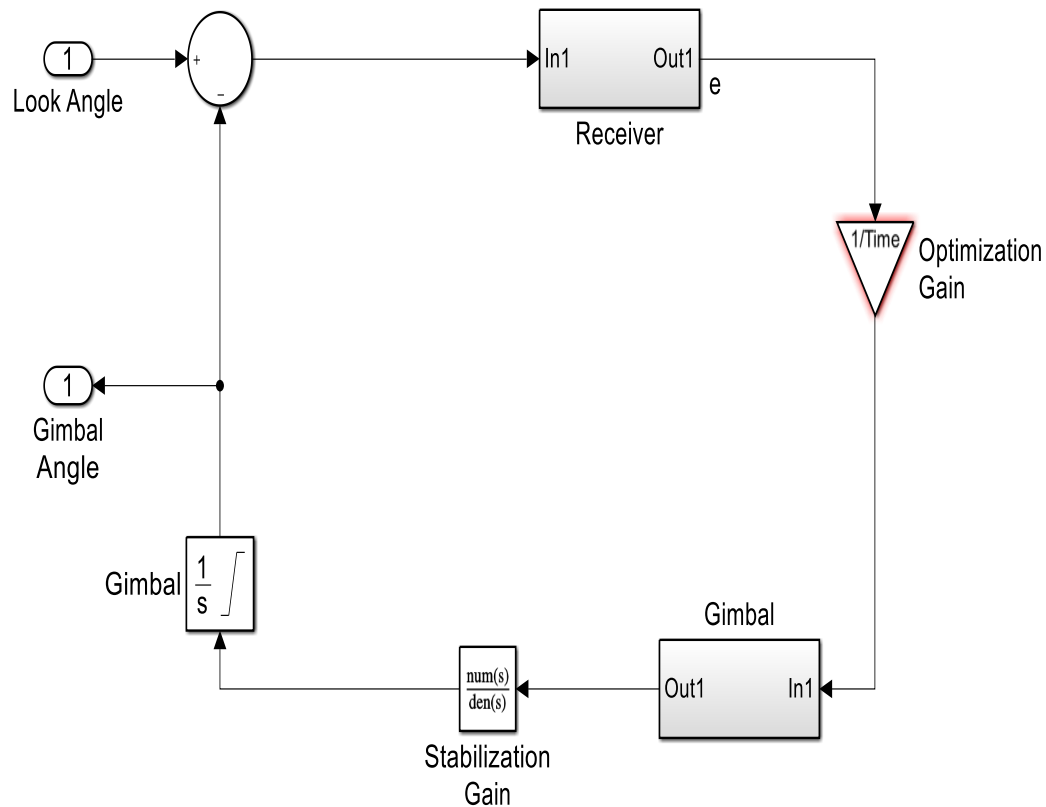 1
Look Angle
+
−
In1
Out1
e
Receiver
1/Time
Optimization
Gain
1
Gimbal
Angle
Gimbal
1
s
Gimbal
Out1
In1
num(s)
den(s)
Stabilization
Gain